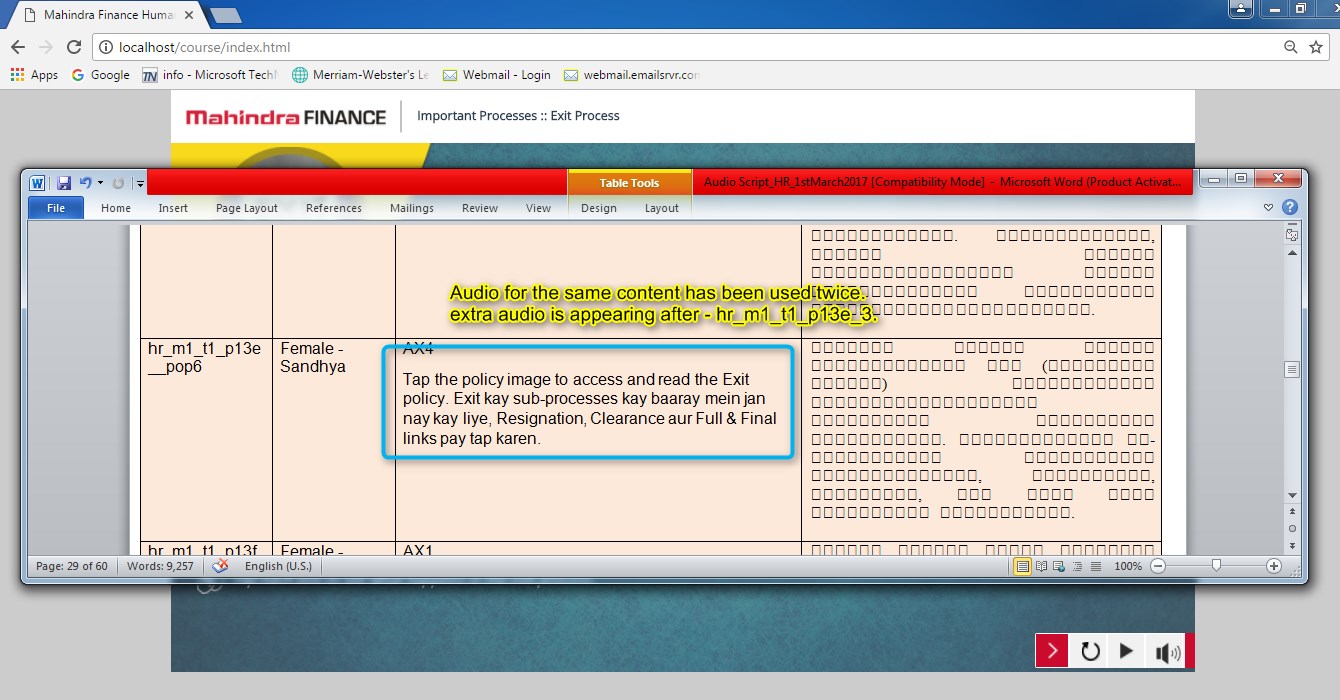 Mahindra Finance Huma
localhost/course/index.html
Apps
Google
info - Microsoft Tech
Merriam-Webster's Le
Webmail - Login
webmail.emailsrvr.con
Mahindra FINANCE
Important Processes :: Exit Process
Table Tools
Audio Script_HR_1stMarch2017 [Compatibility Mode] - Microsoft Word (Product Activat...
File
Home
Insert
Page Layout
References
Mailings
Review
View
Design
Layout
Audio for the same content has been used twice.
extra audio is appearing after - hr_m1_t1_p13e_3.
hr_m1_t1_p13e
__pop6
Female -
Sandhya
AX4
Tap the policy image to access and read the Exit
policy. Exit kay sub-processes kay baaray mein jan
nay kay liye, Resignation, Clearance aur Full & Final
links pay tap karen.
hr_m1_t1_p13f
Female -
AX1
Page: 29 of 60
Words: 9,257
English (U.S.)
100%